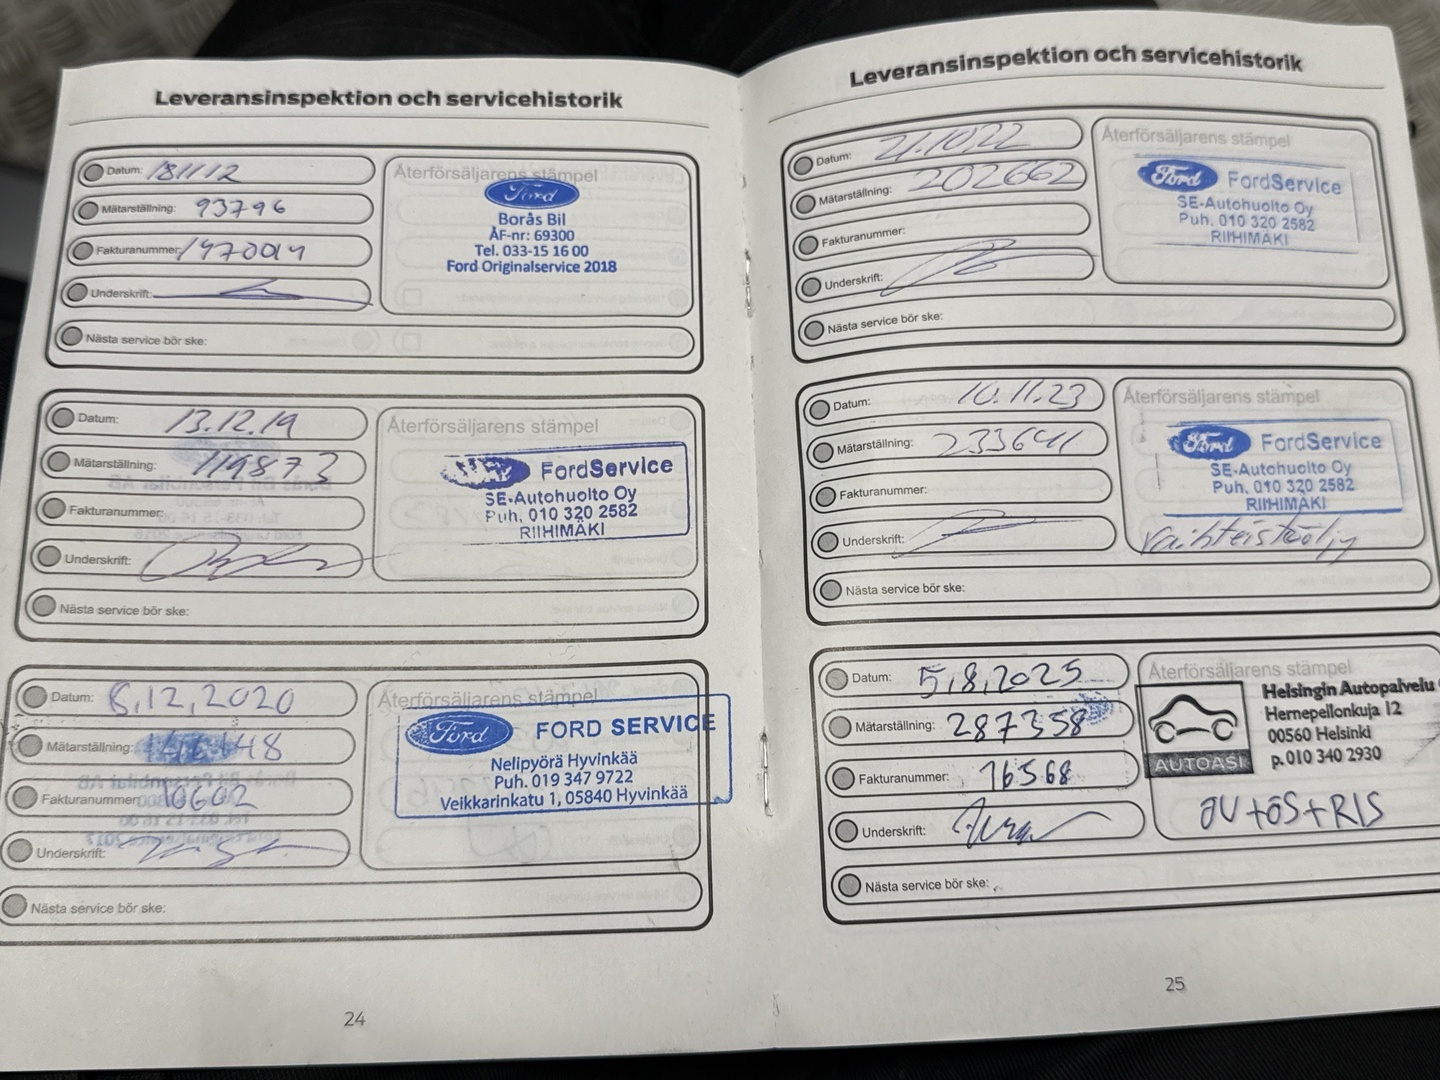 Leveransinspektion och servicehistorik
Datum: 181112
Mätarställning: 93796
Fakturanummer: 1970019
Underskrift:
Återförsäljarens stämpel
Ford
Borås Bil
ÅF-nr: 69300
Tel. 033-15 16 00
Ford Originalservice 2018
Nästa service bör ske:
Datum: 13.12.19
Mätarställning: 119873
Fakturanummer:
Underskrift:
Återförsäljarens stämpel
FordService
SE-Autohuolto Oy
Puh. 010 320 2582
RIIHIMÄKI
Nästa service bör ske:
Datum: 8.12.2020
Mätarställning:
Fakturanummer: 10602
Underskrift:
Återförsäljarens stämpel
Ford FORD SERVICE
Nelipyörä Hyvinkää
Puh. 019 347 9722
Veikkarinkatu 1, 05840 Hyvinkää
Nästa service bör ske:
24
Leveransinspektion och servicehistorik
Datum: 21.10.22
Mätarställning: 202662
Fakturanummer:
Underskrift:
Återförsäljarens stämpel
Ford FordService
SE-Autohuolto Oy
Puh. 010 320 2582
RIIHIMÄKI
Nästa service bör ske:
Datum: 10.11.23
Mätarställning: 233641
Fakturanummer:
Underskrift:
Återförsäljarens stämpel
Ford FordService
SE-Autohuolto Oy
Puh. 010 320 2582
RIIHIMÄKI
Vaihteistoöljy
Nästa service bör ske:
Datum: 5.8.2025
Mätarställning: 287358
Fakturanummer: 16568
Underskrift:
Återförsäljarens stämpel
AUTOASI
Helsingin Autopalvelu
Hernepellonkuja 12
00560 Helsinki
p. 010 340 2930
ÖV+ÖS+RIS
Nästa service bör ske:
25